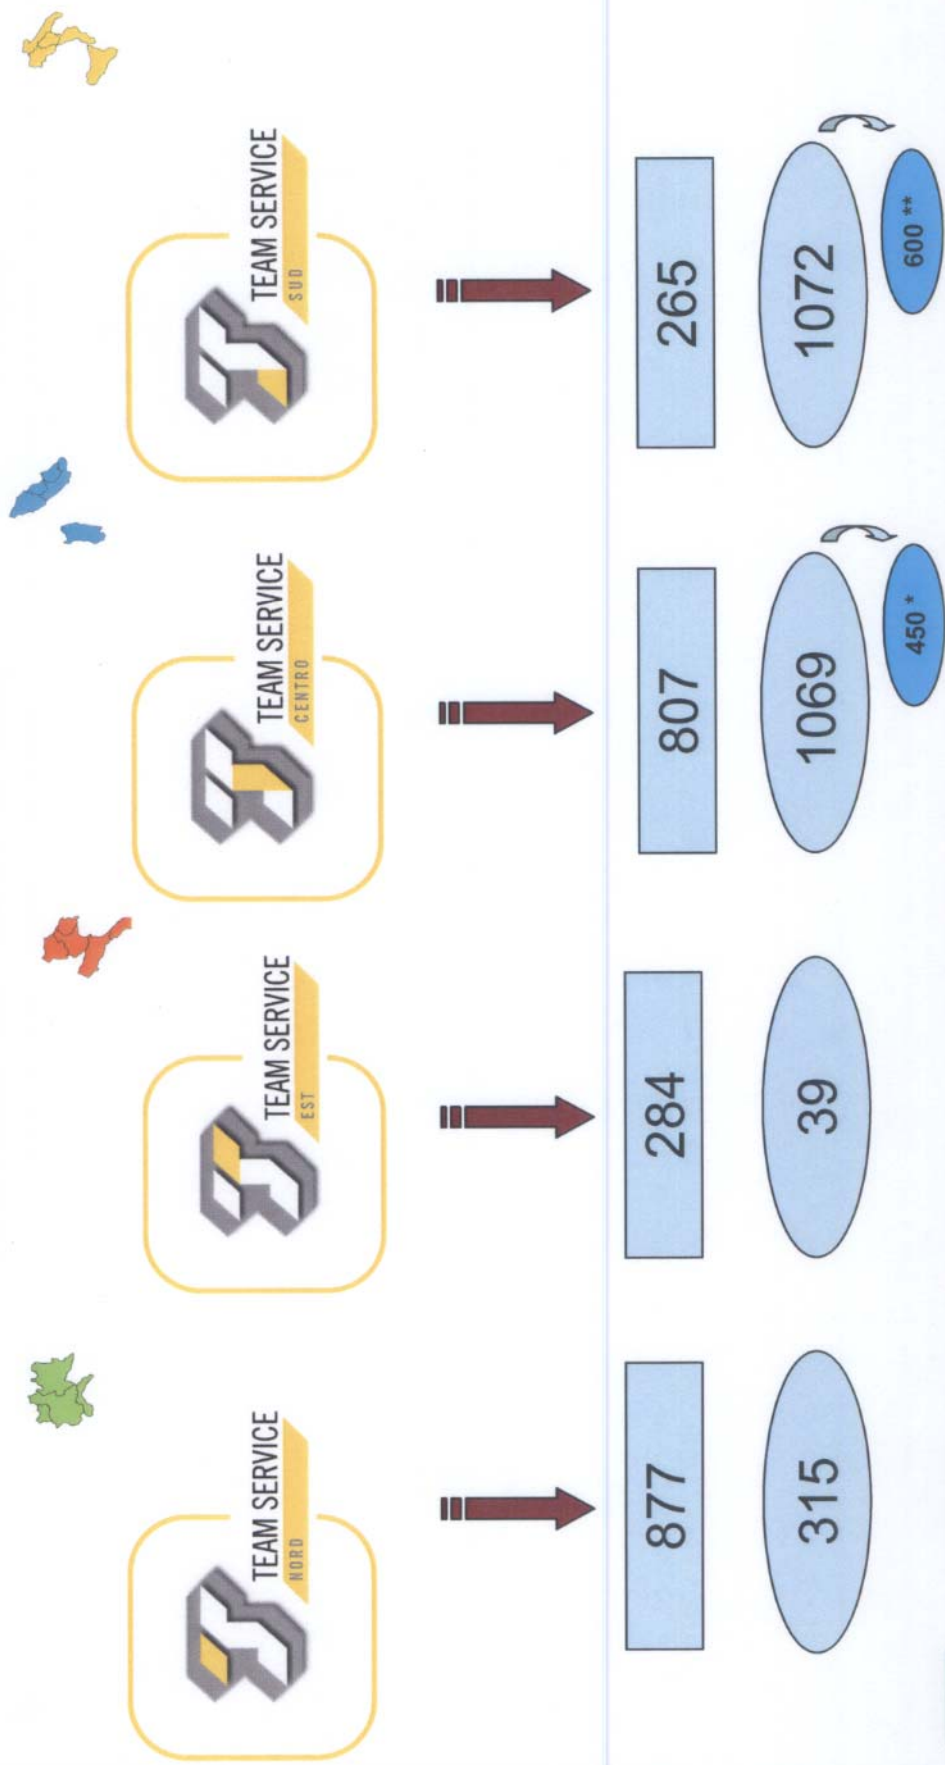 TEAM SERVICE
NORD
TEAM SERVICE
EST
TEAM SERVICE
CENTRO
TEAM SERVICE
SUD
877
284
807
265
315
39
1069
1072
450 *
600 **